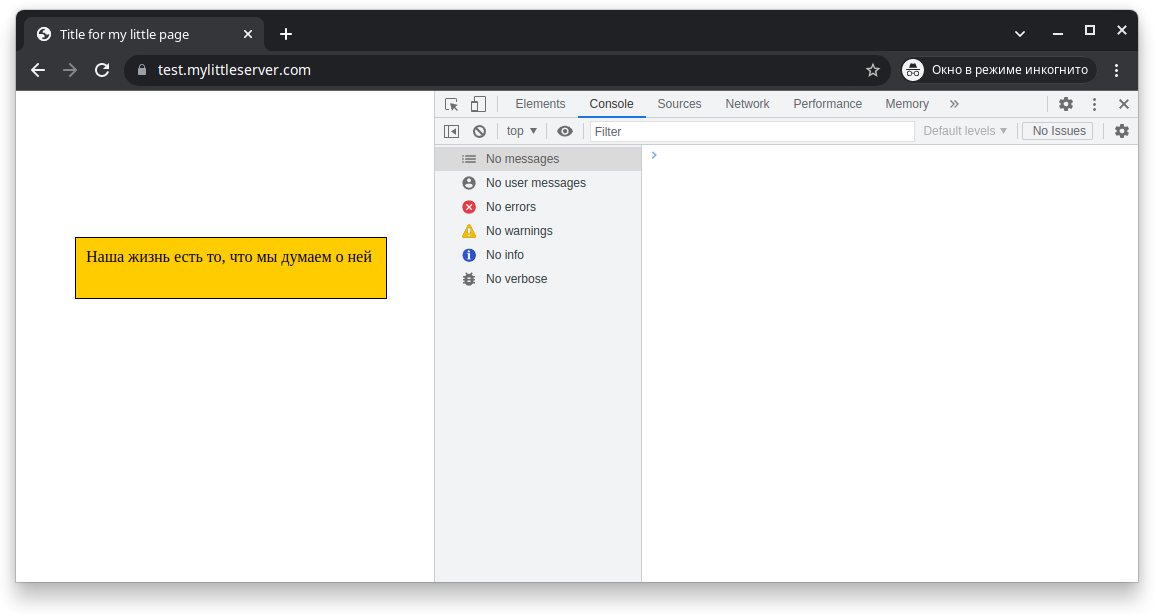 Title for my little page
test.mylittleserver.com
Окно в режиме инкогнито
Elements Console Sources Network Performance Memory »
top Filter Default levels No Issues
Наша жизнь есть то, что мы думаем о ней
No messages
No user messages
No errors
No warnings
No info
No verbose